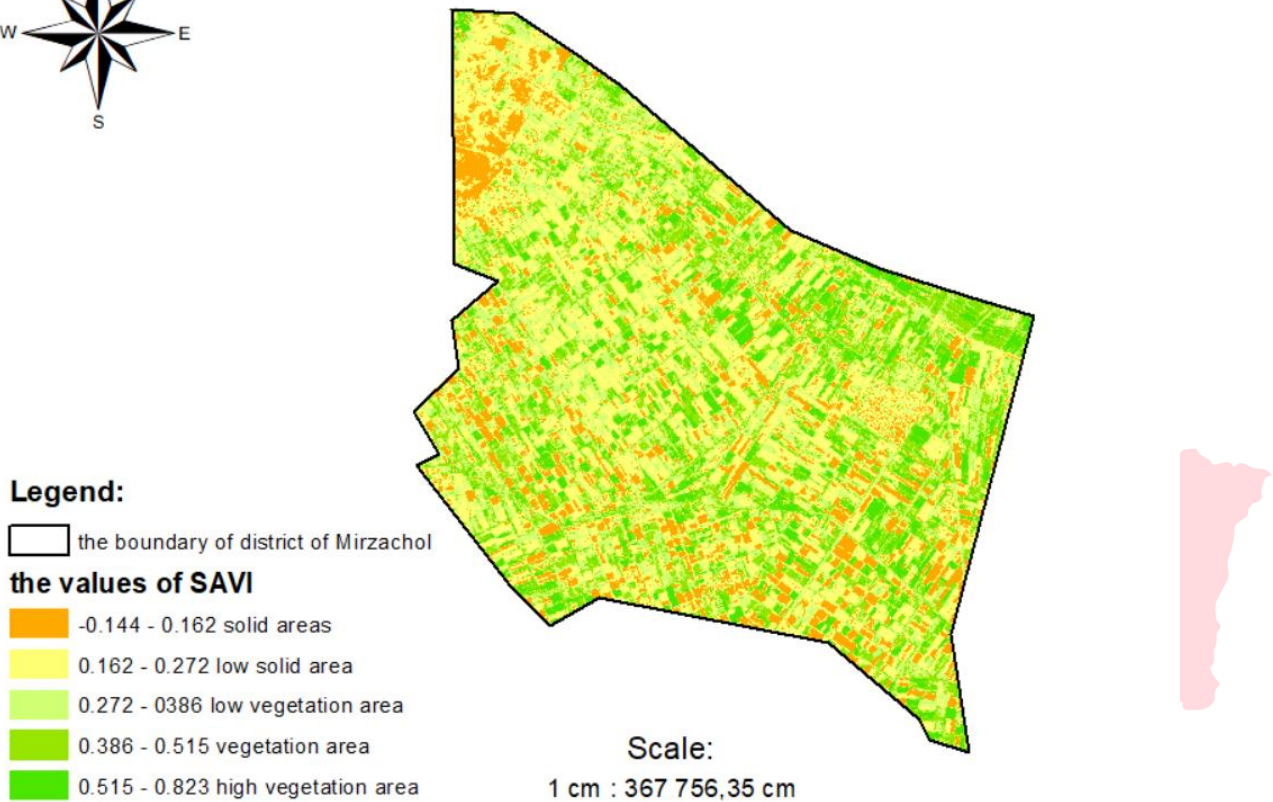 W E
S
Legend:
the boundary of district of Mirzachol
the values of SAVI
-0.144 - 0.162 solid areas
0.162 - 0.272 low solid area
0.272 - 0386 low vegetation area
0.386 - 0.515 vegetation area
0.515 - 0.823 high vegetation area
Scale:
1 cm : 367 756,35 cm